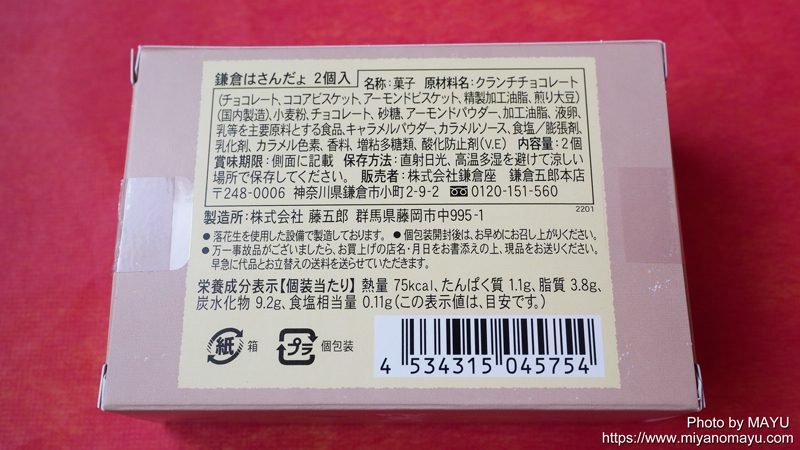 鎌倉はさんだょ 2個入
名称:菓子 原材料名:クランチチョコレート
(チョコレート、ココアビスケット、アーモンドビスケット、精製加工油脂、煎り大豆)
(国内製造)、小麦粉、チョコレート、砂糖、アーモンドパウダー、加工油脂、液卵、
乳等を主要原料とする食品、キャラメルパウダー、カラメルソース、食塩/膨張剤、
乳化剤、カラメル色素、香料、増粘多糖類、酸化防止剤(V.E) 内容量:2個
賞味期限:側面に記載 保存方法:直射日光、高温多湿を避けて涼しい
場所で保存してください。 販売者:株式会社鎌倉座 鎌倉五郎本店
〒248-0006 神奈川県鎌倉市小町2-9-2 0120-151-560
製造所:株式会社 藤五郎 群馬県藤岡市中995-1
2201
●落花生を使用した設備で製造しております。●個包装開封後は、お早めにお召し上がりください。
●万一事故品がございましたら、お買上げの店名・月日をお書添えの上、現品をお送りください。
早急に代品とお立替えの送料を送らせていただきます。
栄養成分表示【個装当たり】熱量 75kcal、たんぱく質 1.1g、脂質 3.8g、
炭水化物 9.2g、食塩相当量 0.11g(この表示値は、目安です。)
紙 箱 プラ 個包装
4 534315 045754
Photo by MAYU
https://www.miyanomayu.com/